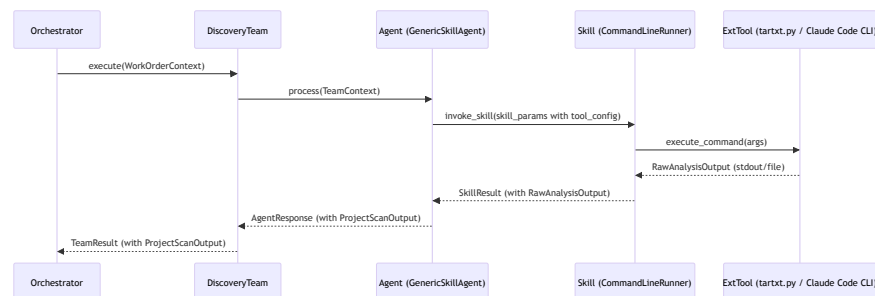 Orchestrator
DiscoveryTeam
Agent (GenericSkillAgent)
Skill (CommandLineRunner)
ExtTool (tartxt.py / Claude Code CLI)
execute(WorkOrderContext)
process(TeamContext)
invoke_skill(skill_params with tool_config)
execute_command(args)
RawAnalysisOutput (stdout/file)
SkillResult (with RawAnalysisOutput)
AgentResponse (with ProjectScanOutput)
TeamResult (with ProjectScanOutput)
Orchestrator
DiscoveryTeam
Agent (GenericSkillAgent)
Skill (CommandLineRunner)
ExtTool (tartxt.py / Claude Code CLI)